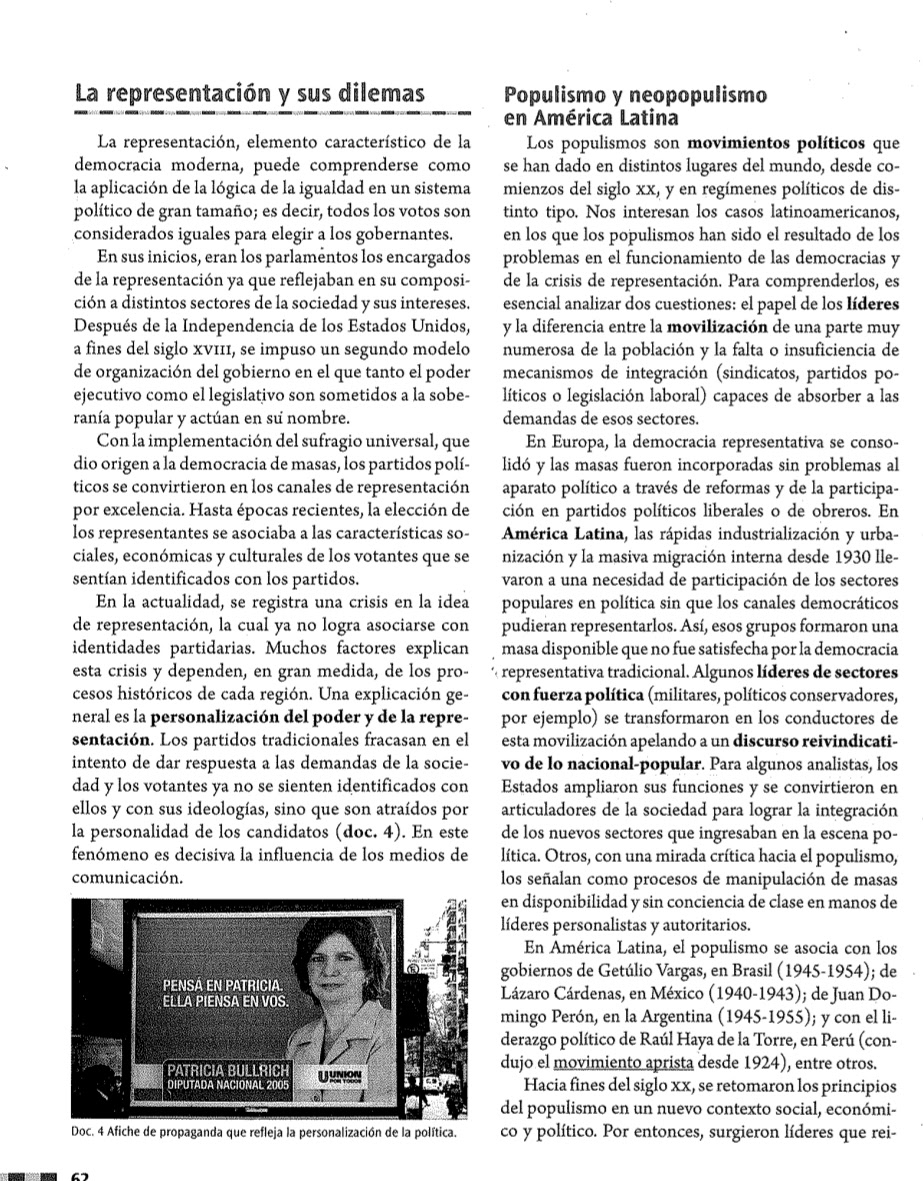 La representación y sus dilemas
La representación, elemento característico de la
democracia moderna, puede comprenderse como
la aplicación de la lógica de la igualdad en un sistema
político de gran tamaño; es decir, todos los votos son
considerados iguales para elegir a los gobernantes.
En sus inicios, eran los parlamentos los encargados
de la representación ya que reflejaban en su composi-
ción a distintos sectores de la sociedad y sus intereses.
Después de la Independencia de los Estados Unidos,
a fines del siglo XVIII, se impuso un segundo modelo
de organización del gobierno en el que tanto el poder
ejecutivo como el legislativo son sometidos a la sobe-
ranía popular y actúan en su nombre.
Con la implementación del sufragio universal, que
dio origen a la democracia de masas, los partidos polí-
ticos se convirtieron en los canales de representación
por excelencia. Hasta épocas recientes, la elección de
los representantes se asociaba a las características so-
ciales, económicas y culturales de los votantes que se
sentían identificados con los partidos.
En la actualidad, se registra una crisis en la idea
de representación, la cual ya no logra asociarse con
identidades partidarias. Muchos factores explican
esta crisis y dependen, en gran medida, de los pro-
cesos históricos de cada región. Una explicación ge-
neral es la personalización del poder y de la repre-
sentación. Los partidos tradicionales fracasan en el
intento de dar respuesta a las demandas de la socie-
dad y los votantes ya no se sienten identificados con
ellos y con sus ideologías, sino que son atraídos por
la personalidad de los candidatos (doc. 4). En este
fenómeno es decisiva la influencia de los medios de
comunicación.
PENSÁ EN PATRICIA.
ELLA PIENSA EN VOS.
PATRICIA BULLRICH
DIPUTADA NACIONAL 2005
UNION
POR TODOS
Doc. 4 Afiche de propaganda que refleja la personalización de la política.
62
Populismo y neopopulismo
en América Latina
Los populismos son movimientos políticos que
se han dado en distintos lugares del mundo, desde co-
mienzos del siglo XX, y en regímenes políticos de dis-
tinto tipo. Nos interesan los casos latinoamericanos,
en los que los populismos han sido el resultado de los
problemas en el funcionamiento de las democracias y
de la crisis de representación. Para comprenderlos, es
esencial analizar dos cuestiones: el papel de los líderes
y la diferencia entre la movilización de una parte muy
numerosa de la población y la falta o insuficiencia de
mecanismos de integración (sindicatos, partidos po-
líticos o legislación laboral) capaces de absorber a las
demandas de esos sectores.
En Europa, la democracia representativa se conso-
lidó y las masas fueron incorporadas sin problemas al
aparato político a través de reformas y de la participa-
ción en partidos políticos liberales o de obreros. En
América Latina, las rápidas industrialización y urba-
nización y la masiva migración interna desde 1930 lle-
varon a una necesidad de participación de los sectores
populares en política sin que los canales democráticos
pudieran representarlos. Así, esos grupos formaron una
masa disponible que no fue satisfecha por la democracia
representativa tradicional. Algunos líderes de sectores
con fuerza política (militares, políticos conservadores,
por ejemplo) se transformaron en los conductores de
esta movilización apelando a un discurso reivindicati-
vo de lo nacional-popular. Para algunos analistas, los
Estados ampliaron sus funciones y se convirtieron en
articuladores de la sociedad para lograr la integración
de los nuevos sectores que ingresaban en la escena po-
lítica. Otros, con una mirada crítica hacia el populismo,
los señalan como procesos de manipulación de masas
en disponibilidad y sin conciencia de clase en manos de
líderes personalistas y autoritarios.
En América Latina, el populismo se asocia con los
gobiernos de Getúlio Vargas, en Brasil (1945-1954); de
Lázaro Cárdenas, en México (1940-1943); de Juan Do-
mingo Perón, en la Argentina (1945-1955); y con el li-
derazgo político de Raúl Haya de la Torre, en Perú (con-
dujo el movimiento aprista desde 1924), entre otros.
Hacia fines del siglo XX, se retomaron los principios
del populismo en un nuevo contexto social, económi-
co y político. Por entonces, surgieron líderes que rei-